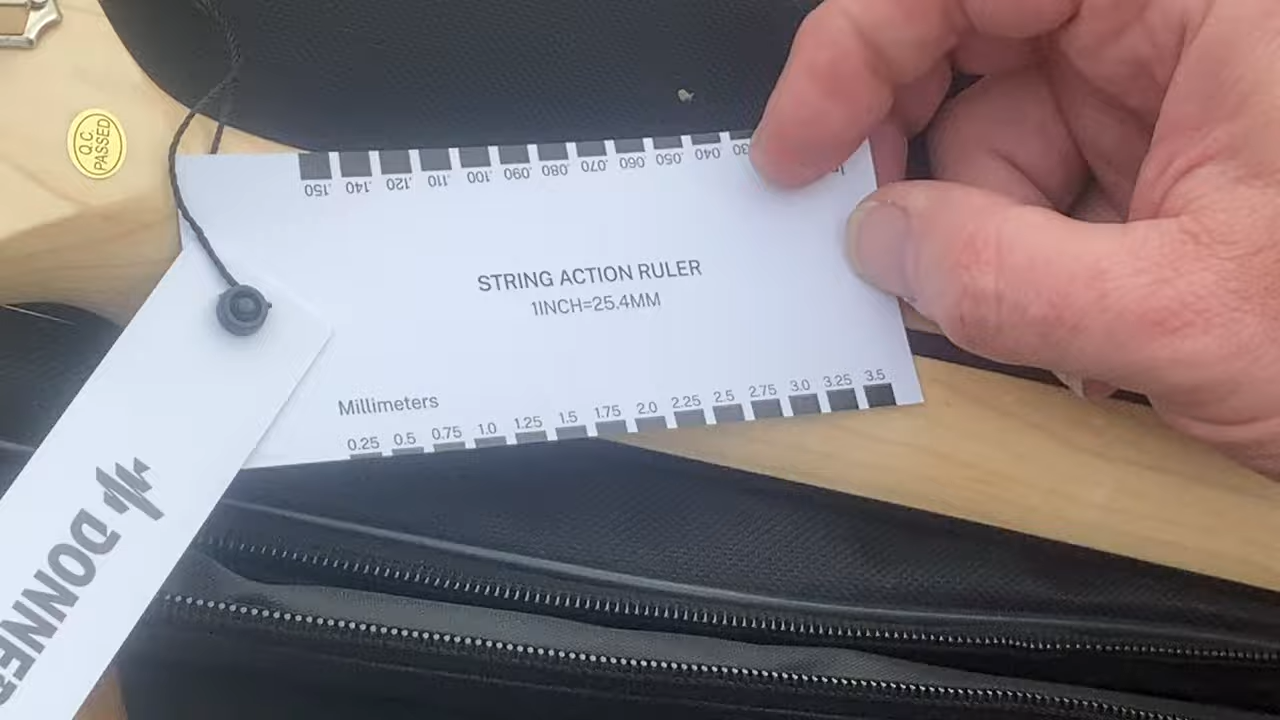 Q.C.
PASSED
.150 .140 .120 .110 .100 .090 .080 .070 .060 .050 .040
STRING ACTION RULER
1INCH=25.4MM
Millimeters
0.25 0.5 0.75 1.0 1.25 1.5 1.75 2.0 2.25 2.5 2.75 3.0 3.25 3.5
DONNER